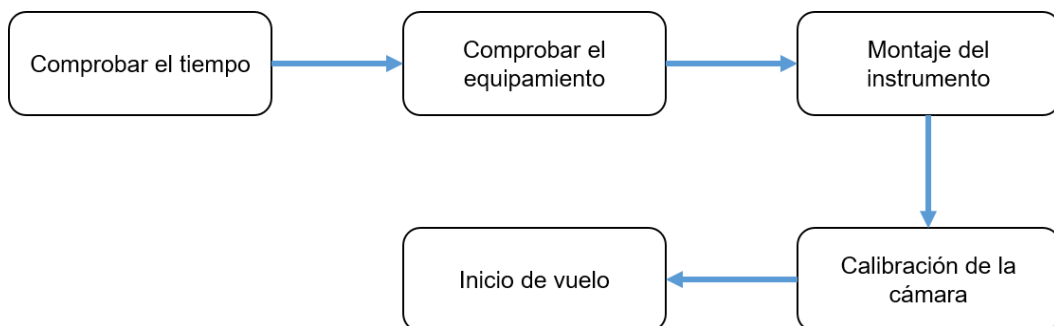 Comprobar el tiempo
Comprobar el
equipamiento
Montaje del
instrumento
Calibración de la
cámara
Inicio de vuelo